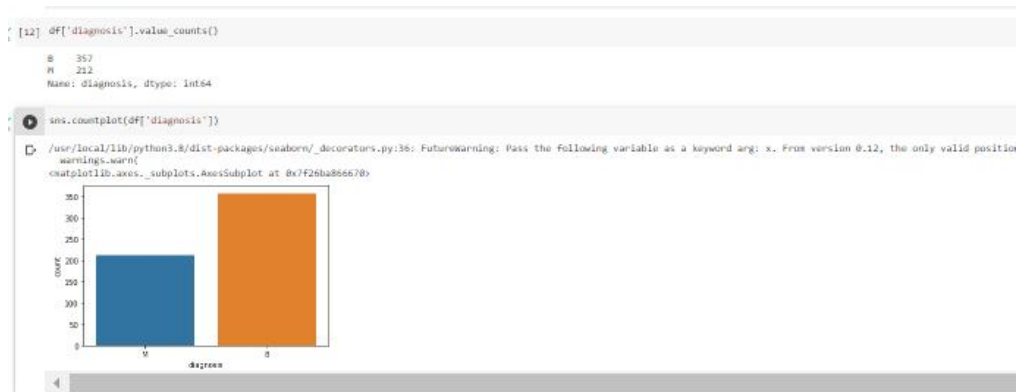 [12] df['diagnosis'].value_counts()
B 357
M 212
Name: diagnosis, dtype: int64
sns.countplot(df['diagnosis'])
/usr/local/lib/python3.8/dist-packages/seaborn/_decorators.py:36: FutureWarning: Pass the following variable as a keyword arg: x. From version 0.12, the only valid position
warnings.warn(
<matplotlib.axes._subplots.AxesSubplot at 0x7f26ba866670>
350
300
250
200
150
100
50
0
count
M B
diagnosis